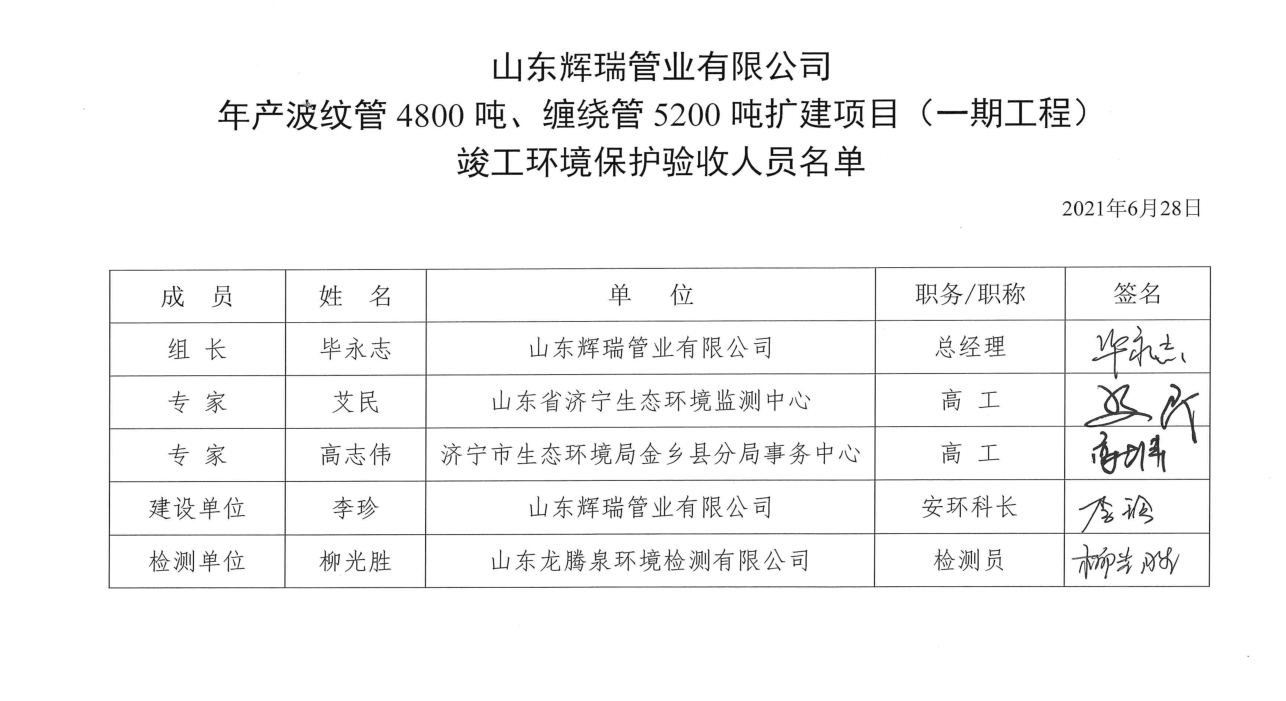 山东辉瑞管业有限公司
年产波纹管 4800 吨、缠绕管 5200 吨扩建项目（一期工程）
竣工环境保护验收人员名单
2021年6月28日
成 员 姓 名 单 位 职务/职称 签名
组 长 毕永志 山东辉瑞管业有限公司 总经理 毕永志
专 家 艾民 山东省济宁生态环境监测中心 高 工
专 家 高志伟 济宁市生态环境局金乡县分局事务中心 高 工 高志伟
建设单位 李珍 山东辉瑞管业有限公司 安环科长 李珍
检测单位 柳光胜 山东龙腾泉环境检测有限公司 检测员 柳光胜